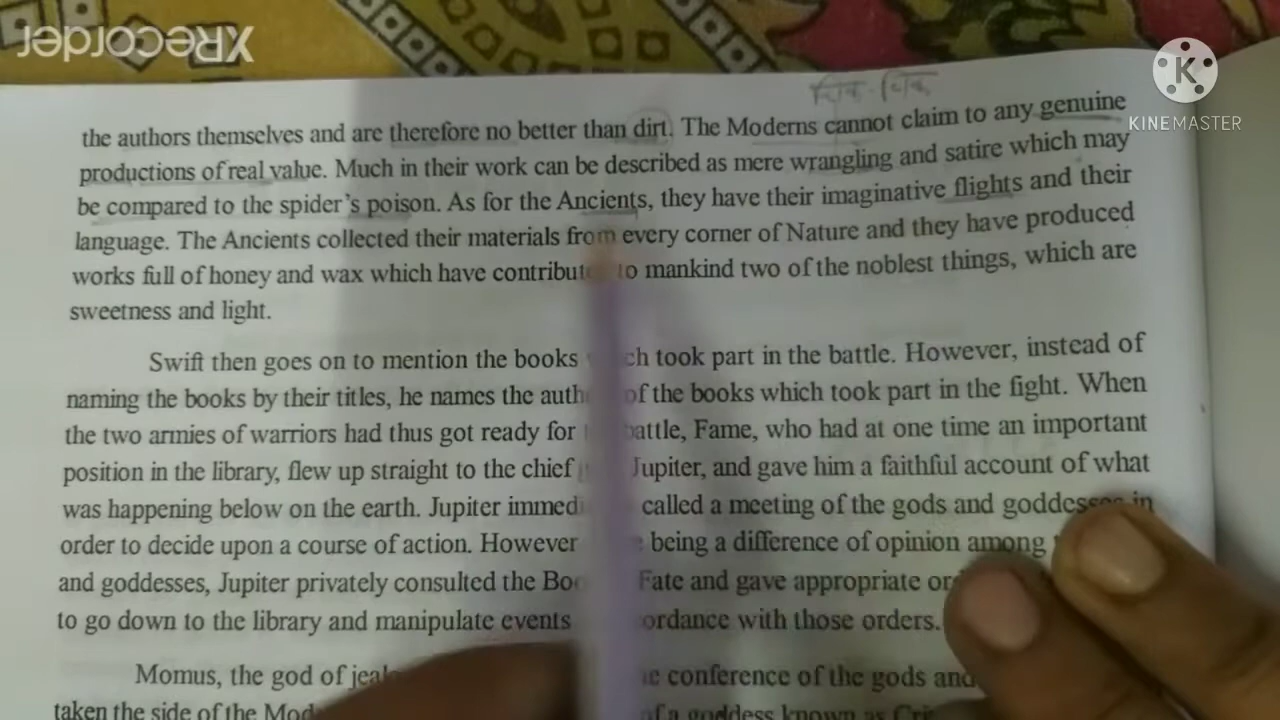 XRecorder
K
KINEMASTER
the authors themselves and are therefore no better than dirt. The Moderns cannot claim to any genuine
productions of real value. Much in their work can be described as mere wrangling and satire which may
be compared to the spider's poison. As for the Ancients, they have their imaginative flights and their
language. The Ancients collected their materials from every corner of Nature and they have produced
works full of honey and wax which have to mankind two of the noblest things, which are
sweetness and light.
Swift then goes on to mention the books took part in the battle. However, instead of
naming the books by their titles, he names the of the books which took part in the fight. When
the two armies of warriors had thus got ready for battle, Fame, who had at one time an important
position in the library, flew up straight to the chief Jupiter, and gave him a faithful account of what
was happening below on the earth. Jupiter called a meeting of the gods and goddesses in
order to decide upon a course of action. However being a difference of opinion among
and goddesses, Jupiter privately consulted the Fate and gave appropriate
to go down to the library and manipulate events with those orders.
Momus, the god of conference of the gods and
taken the side of the of a goddess known as